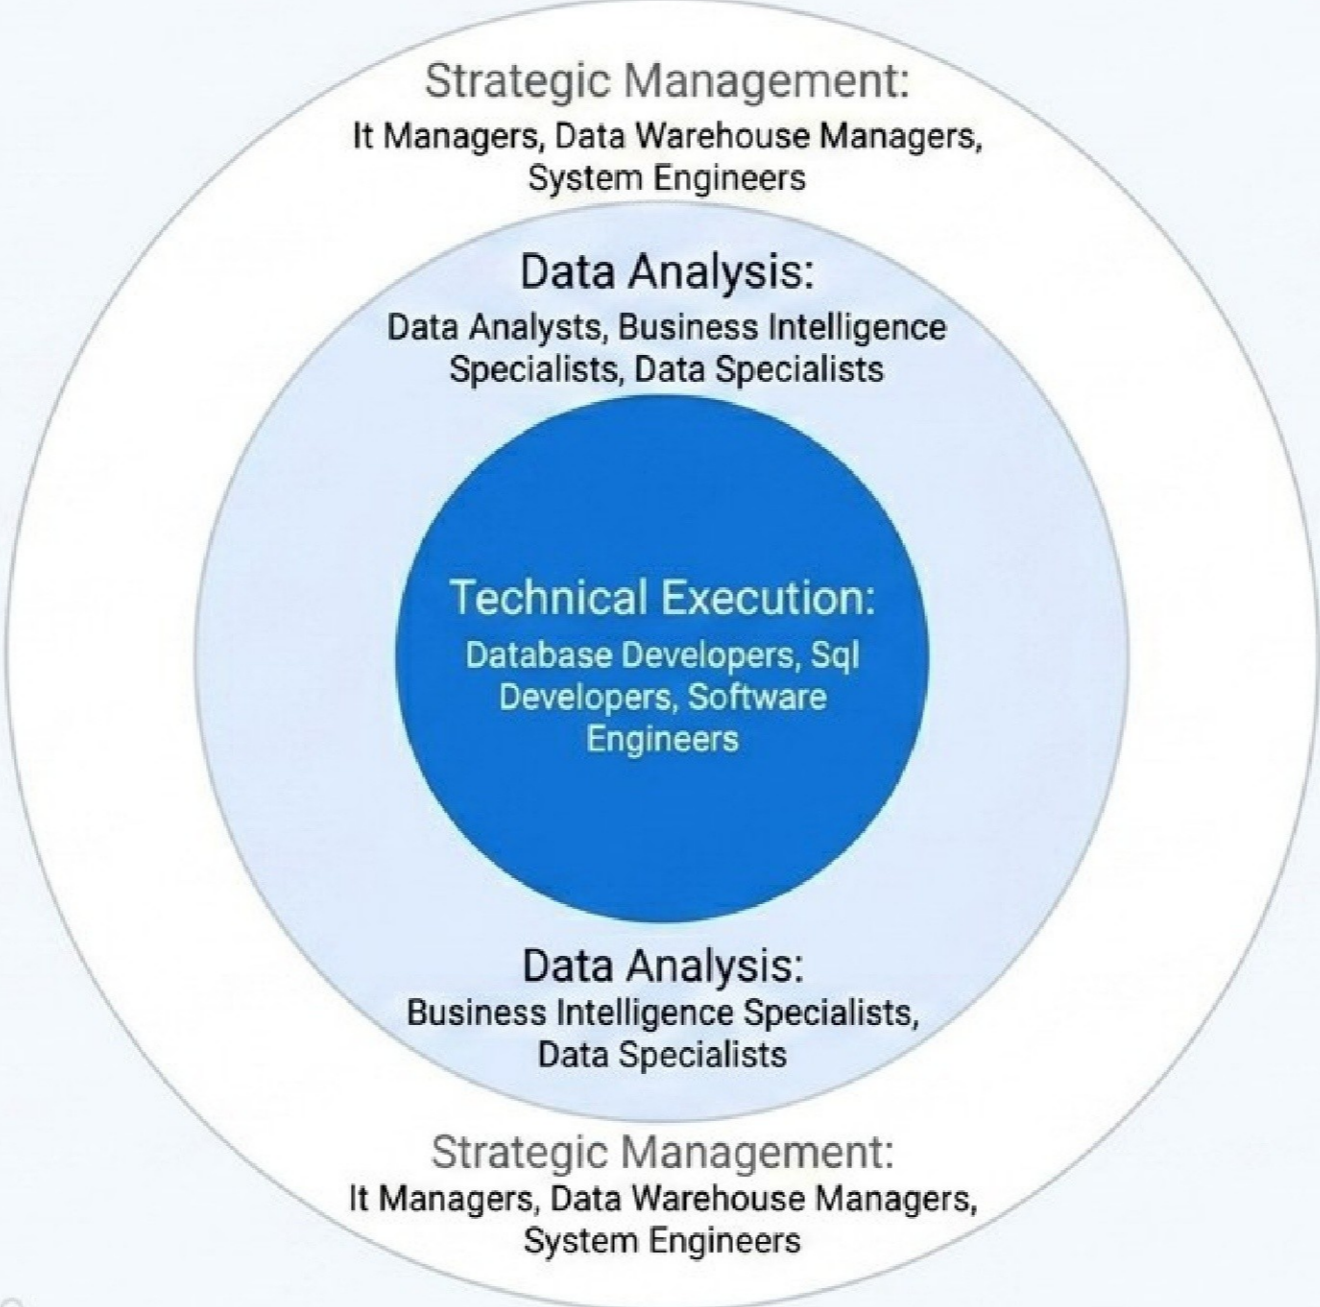 Strategic Management:
It Managers, Data Warehouse Managers,
System Engineers
Data Analysis:
Data Analysts, Business Intelligence
Specialists, Data Specialists
Technical Execution:
Database Developers, Sql
Developers, Software
Engineers
Data Analysis:
Business Intelligence Specialists,
Data Specialists
Strategic Management:
It Managers, Data Warehouse Managers,
System Engineers